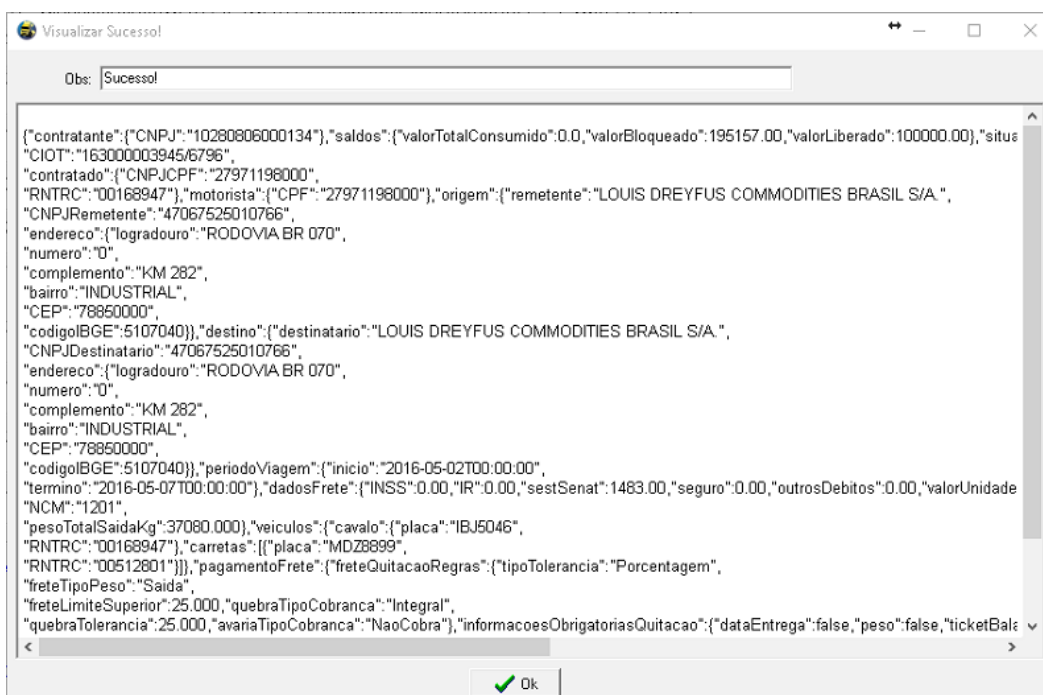 Visualizar Sucesso!
Obs: Sucesso!
{"contratante":{"CNPJ":"10280806000134"},"saldos":{"valorTotalConsumido":0.0,"valorBloqueado":195157.00,"valorLiberado":100000.00},"situa
"CIOT":"163000003945/6796",
"contratado":{"CNPJCPF":"27971198000",
"RNTRC":"00168947"},"motorista":{"CPF":"27971198000"},"origem":{"remetente":"LOUIS DREYFUS COMMODITIES BRASIL S/A.",
"CNPJRemetente":"47067525010766",
"endereco":{"logradouro":"RODOVIA BR 070",
"numero":"0",
"complemento":"KM 282",
"bairro":"INDUSTRIAL",
"CEP":"78850000",
"codigoIBGE":5107040}},"destino":{"destinatario":"LOUIS DREYFUS COMMODITIES BRASIL S/A.",
"CNPJDestinatario":"47067525010766",
"endereco":{"logradouro":"RODOVIA BR 070",
"numero":"0",
"complemento":"KM 282",
"bairro":"INDUSTRIAL",
"CEP":"78850000",
"codigoIBGE":5107040}},"periodoViagem":{"inicio":"2016-05-02T00:00:00",
"termino":"2016-05-07T00:00:00"},"dadosFrete":{"INSS":0.00,"IR":0.00,"sestSenat":1483.00,"seguro":0.00,"outrosDebitos":0.00,"valorUnidade
"NCM":"1201",
"pesoTotalSaidaKg":37080.000},"veiculos":{"cavalo":{"placa":"IBJ5046",
"RNTRC":"00168947"},"carretas":[{"placa":"MDZ8899",
"RNTRC":"00512801"}]},"pagamentoFrete":{"freteQuitacaoRegras":{"tipoTolerancia":"Porcentagem",
"freteTipoPeso":"Saida",
"freteLimiteSuperior":25.000,"quebraTipoCobranca":"Integral",
"quebraTolerancia":25.000,"avariaTipoCobranca":"NaoCobra"},"informacoesObrigatoriasQuitacao":{"dataEntrega":false,"peso":false,"ticketBala
Ok